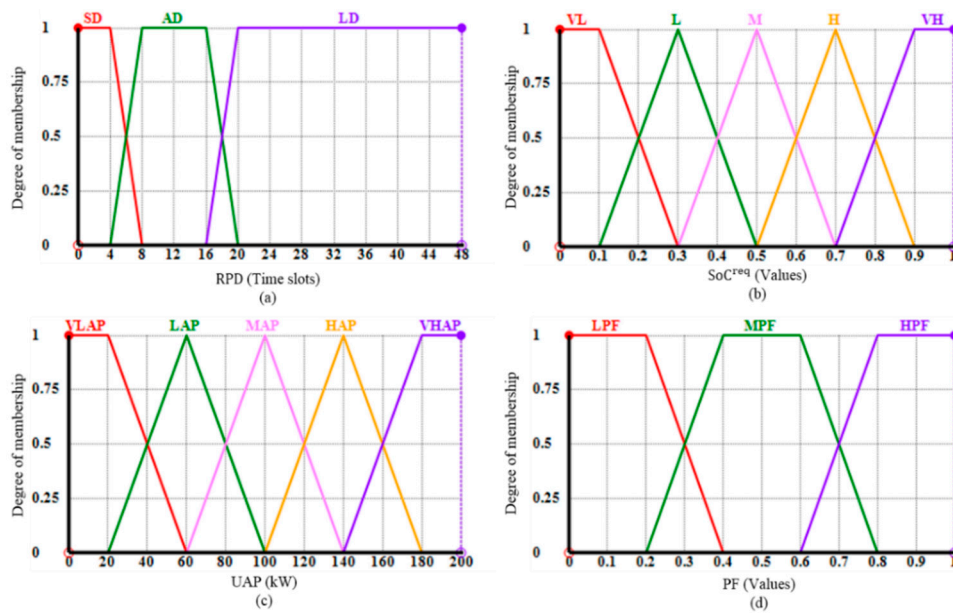 SD AD LD
1
0.75
0.5
0.25
0
Degree of membership
0 4 8 12 16 20 24 28 32 36 40 44 48
RPD (Time slots)
(a)
VL L M H VH
1
0.75
0.5
0.25
0
Degree of membership
0 0.1 0.2 0.3 0.4 0.5 0.6 0.7 0.8 0.9 1
SoC^req (Values)
(b)
VLAP LAP MAP HAP VHAP
1
0.75
0.5
0.25
0
Degree of membership
0 20 40 60 80 100 120 140 160 180 200
UAP (kW)
(c)
LPF MPF HPF
1
0.75
0.5
0.25
0
Degree of membership
0 0.1 0.2 0.3 0.4 0.5 0.6 0.7 0.8 0.9 1
PF (Values)
(d)